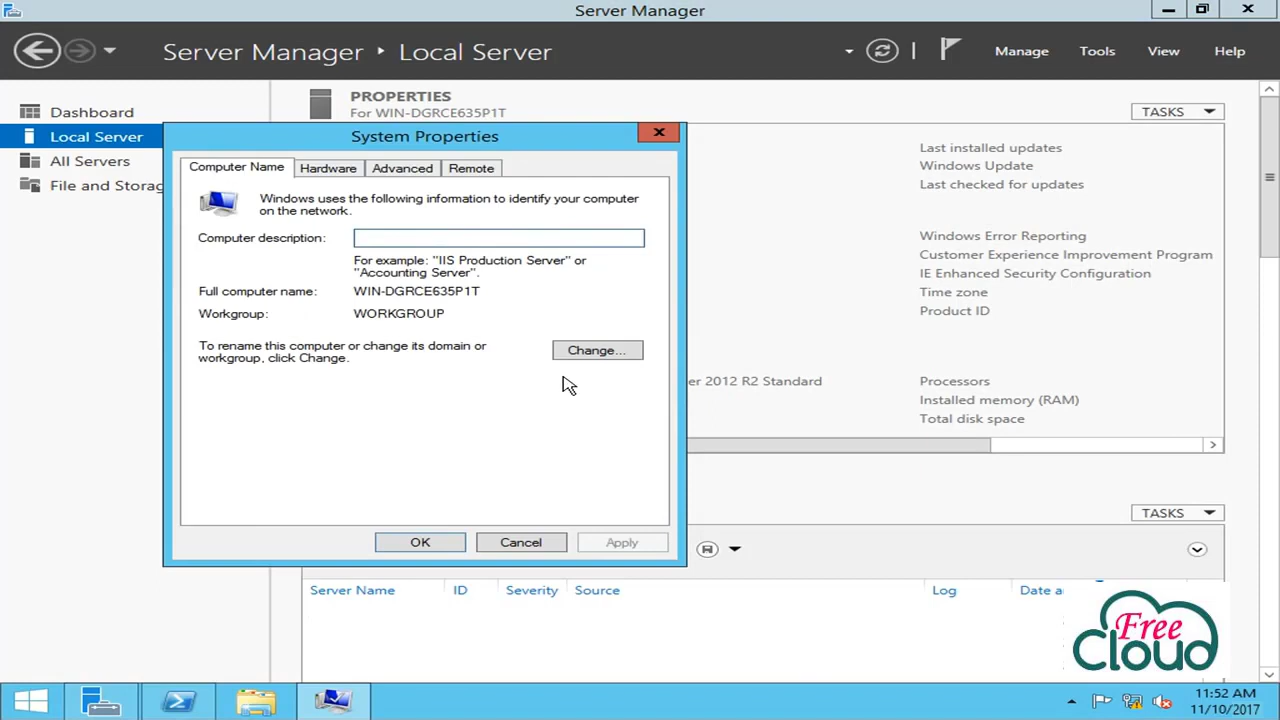 Server Manager
Server Manager ▸ Local Server
Manage Tools View Help
Dashboard
Local Server
All Servers
File and Storag
PROPERTIES
For WIN-DGRCE635P1T
TASKS
System Properties
Computer Name Hardware Advanced Remote
Windows uses the following information to identify your computer
on the network.
Computer description:
For example: "IIS Production Server" or
"Accounting Server".
Full computer name: WIN-DGRCE635P1T
Workgroup: WORKGROUP
To rename this computer or change its domain or
workgroup, click Change.
Change...
OK Cancel Apply
Last installed updates
Windows Update
Last checked for updates
Windows Error Reporting
Customer Experience Improvement Program
IE Enhanced Security Configuration
Time zone
Product ID
er 2012 R2 Standard
Processors
Installed memory (RAM)
Total disk space
TASKS
Server Name ID Severity Source Log Date a
Free
Cloud
11:52 AM
11/10/2017